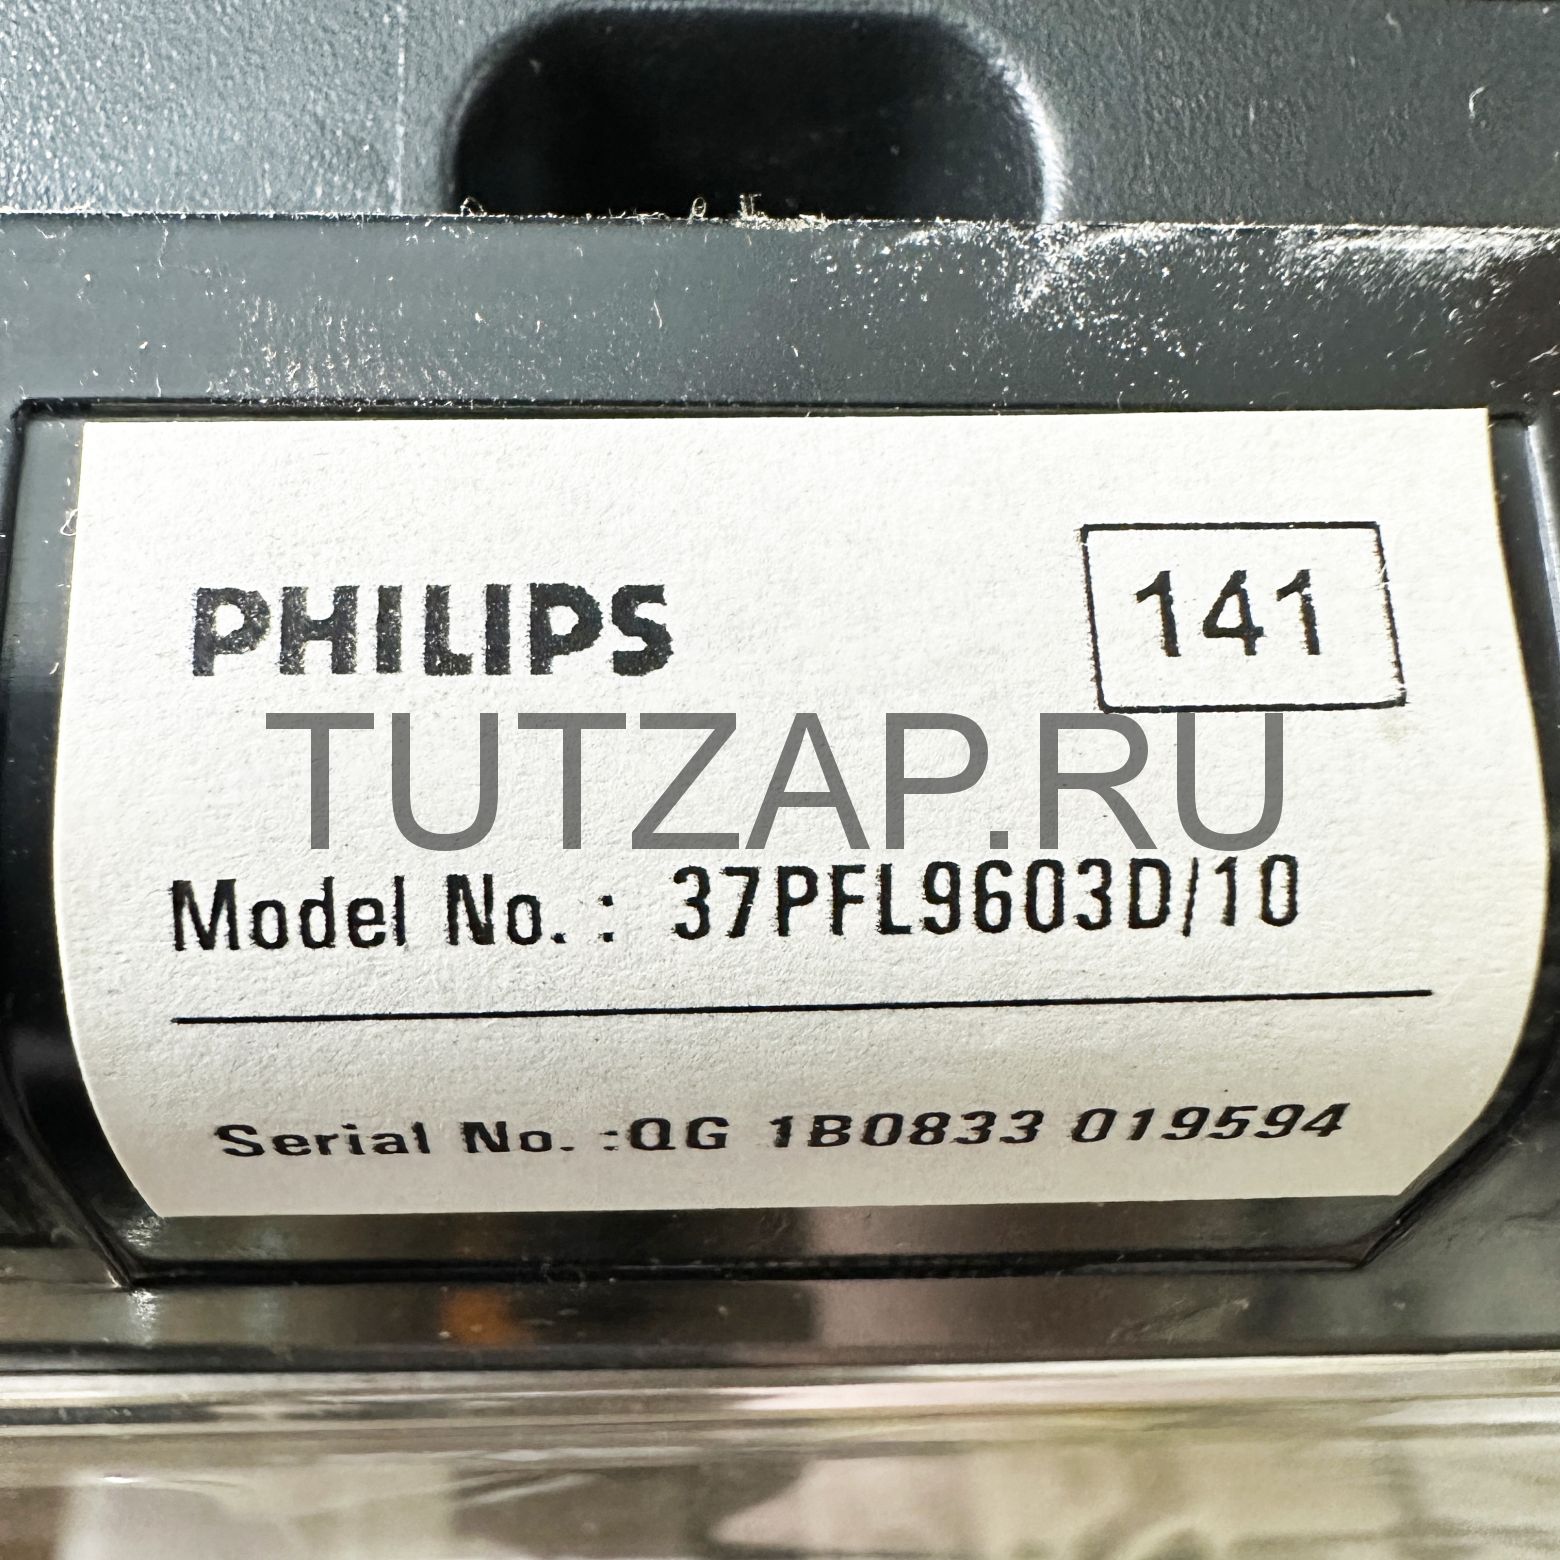 PHILIPS
141
TUTZAP.RU
Model No. : 37PFL9603D/10
Serial No. :QG 1B0833 019594